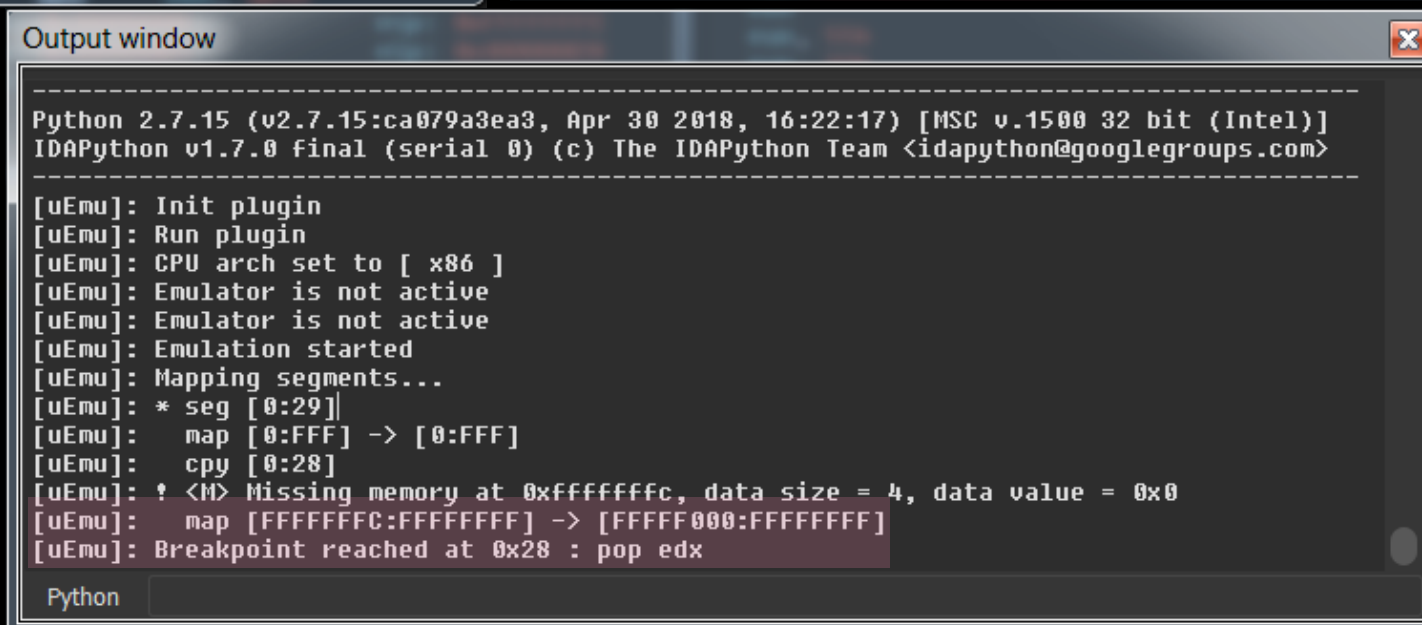 Output window
--------------------------------------------------------------------------------------
Python 2.7.15 (v2.7.15:ca079a3ea3, Apr 30 2018, 16:22:17) [MSC v.1500 32 bit (Intel)]
IDAPython v1.7.0 final (serial 0) (c) The IDAPython Team <idapython@googlegroups.com>
--------------------------------------------------------------------------------------
[uEmu]: Init plugin
[uEmu]: Run plugin
[uEmu]: CPU arch set to [ x86 ]
[uEmu]: Emulator is not active
[uEmu]: Emulator is not active
[uEmu]: Emulation started
[uEmu]: Mapping segments...
[uEmu]: * seg [0:29]
[uEmu]:   map [0:FFF] -> [0:FFF]
[uEmu]:   cpy [0:28]
[uEmu]: ! <M> Missing memory at 0xfffffffc, data size = 4, data value = 0x0
[uEmu]:   map [FFFFFFFC:FFFFFFFF] -> [FFFFF000:FFFFFFFF]
[uEmu]: Breakpoint reached at 0x28 : pop edx
Python